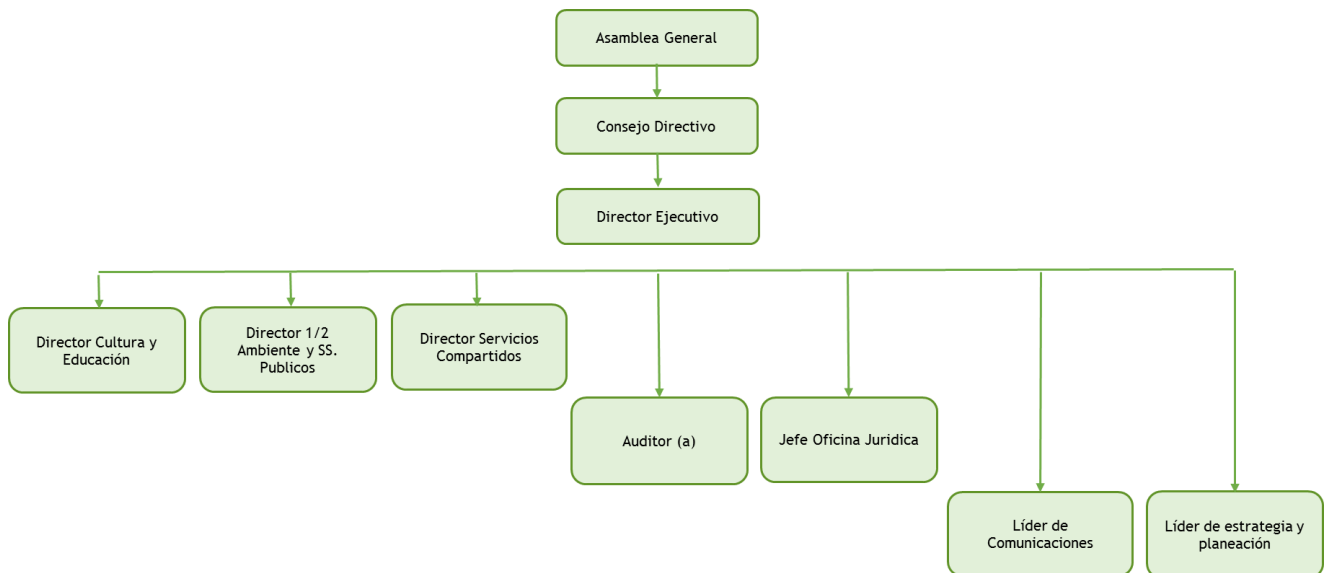 Asamblea General
Consejo Directivo
Director Ejecutivo
Director Cultura y
Educación
Director 1/2
Ambiente y SS.
Publicos
Director Servicios
Compartidos
Auditor (a)
Jefe Oficina Juridica
Líder de
Comunicaciones
Líder de estrategia y
planeación